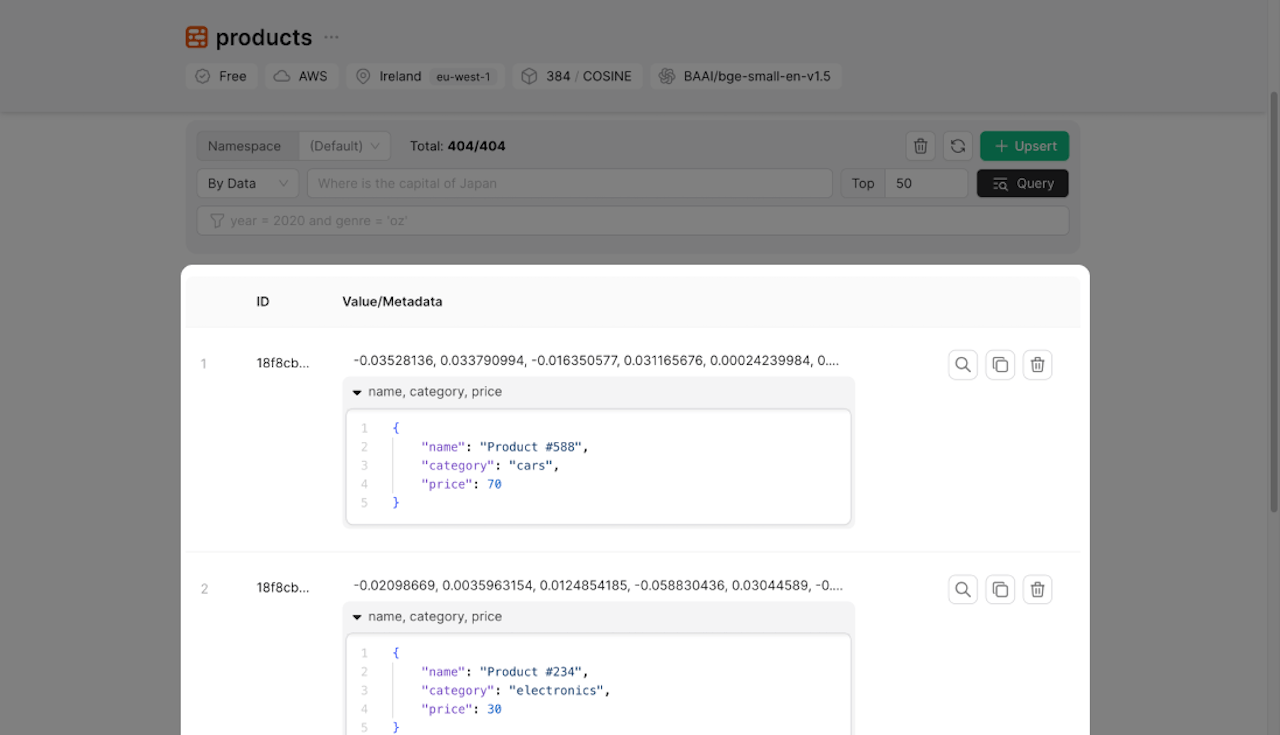 products ...
Free AWS Ireland eu-west-1 384 / COSINE BAAI/bge-small-en-v1.5
Namespace (Default) Total: 404/404 + Upsert
By Data Where is the capital of Japan Top 50 Query
year = 2020 and genre = 'oz'
ID Value/Metadata
1 18f8cb... -0.03528136, 0.033790994, -0.016350577, 0.031165676, 0.00024239984, 0....
name, category, price
1 {
2 "name": "Product #588",
3 "category": "cars",
4 "price": 70
5 }
2 18f8cb... -0.02098669, 0.0035963154, 0.0124854185, -0.058830436, 0.03044589, -0....
name, category, price
1 {
2 "name": "Product #234",
3 "category": "electronics",
4 "price": 30
5 }